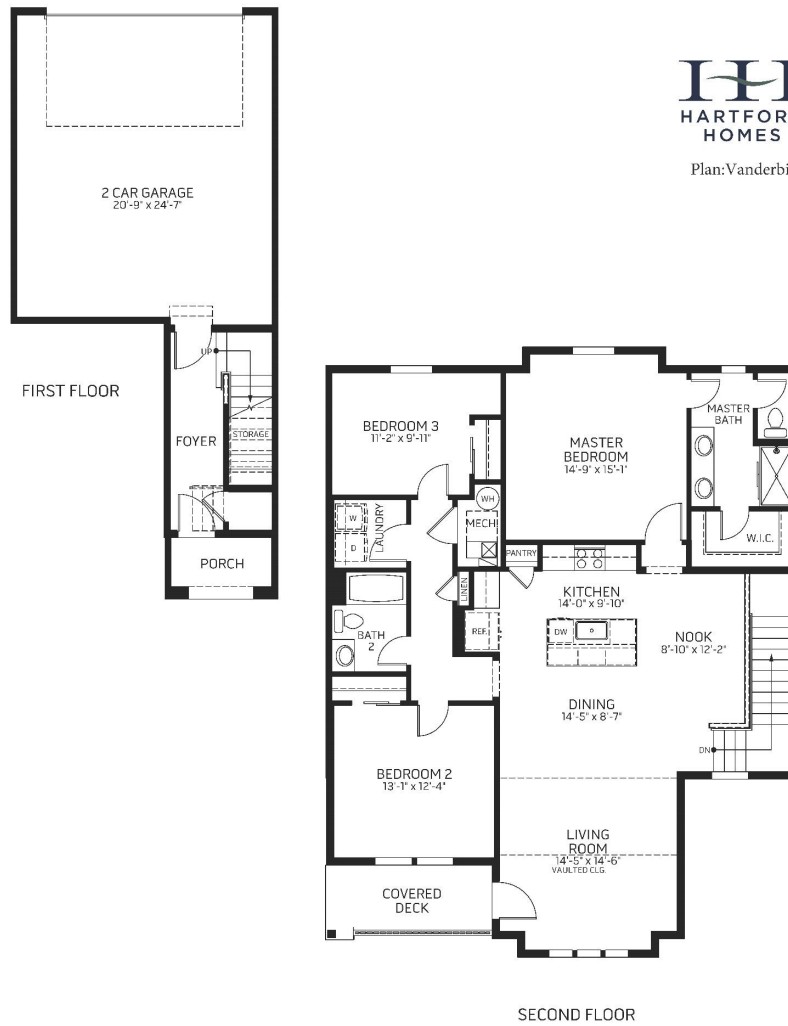 HARTFOR
HOMES
Plan:Vanderbi
2 CAR GARAGE
20'-9" x 24'-7"
UP
FIRST FLOOR
FOYER
STORAGE
PORCH
BEDROOM 3
11'-2" x 9'-11"
MASTER
BEDROOM
14'-9" x 15'-1"
MASTER
BATH
W
D
LAUNDRY
WH
MECH
W.I.C.
PANTRY
KITCHEN
14'-0" x 9'-10"
LINEN
REF.
DW
NOOK
8'-10" x 12'-2"
BATH
2
DINING
14'-5" x 8'-7"
DN
BEDROOM 2
13'-1" x 12'-4"
LIVING
ROOM
14'-5" x 14'-6"
VAULTED CLG.
COVERED
DECK
SECOND FLOOR